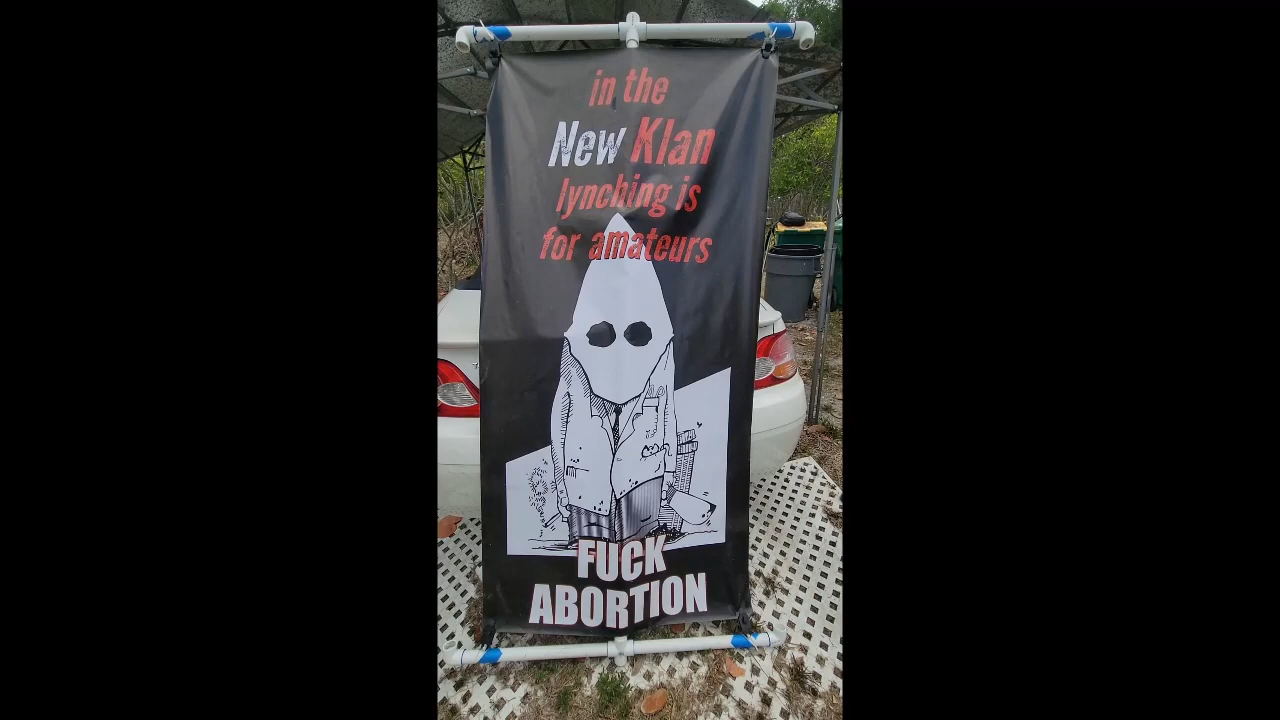 in the
New Klan
lynching is
for amateurs
FUCK
ABORTION